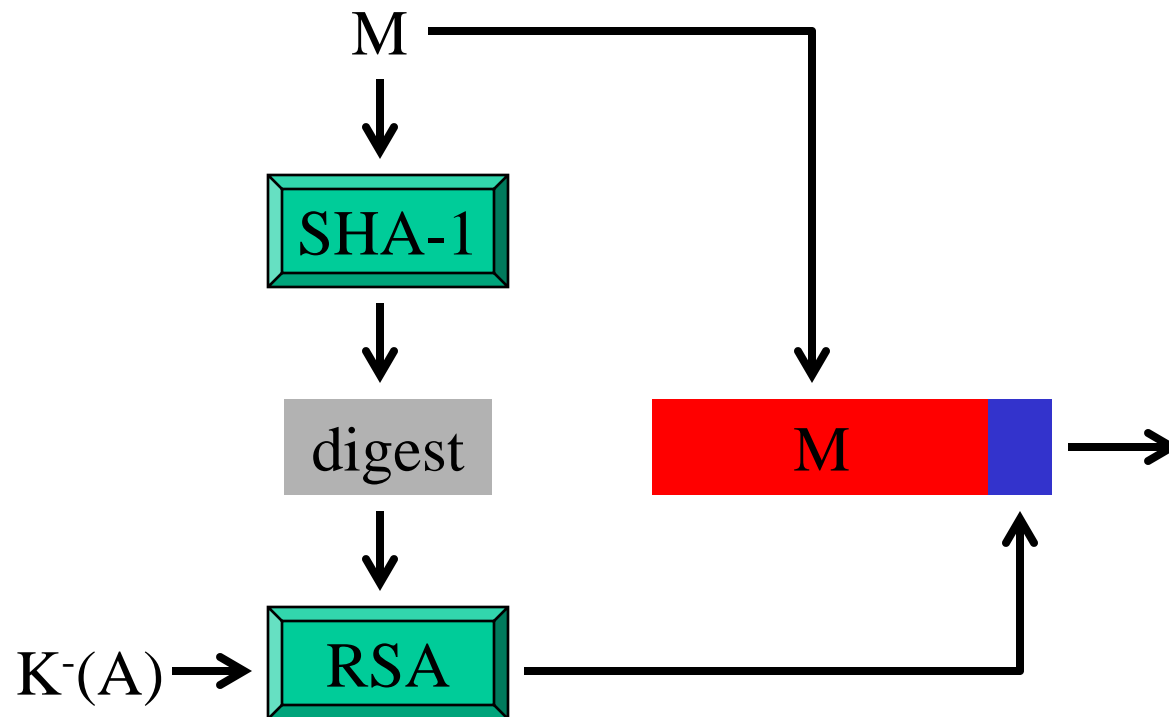 M
SHA-1
digest
M
K⁻(A)
RSA